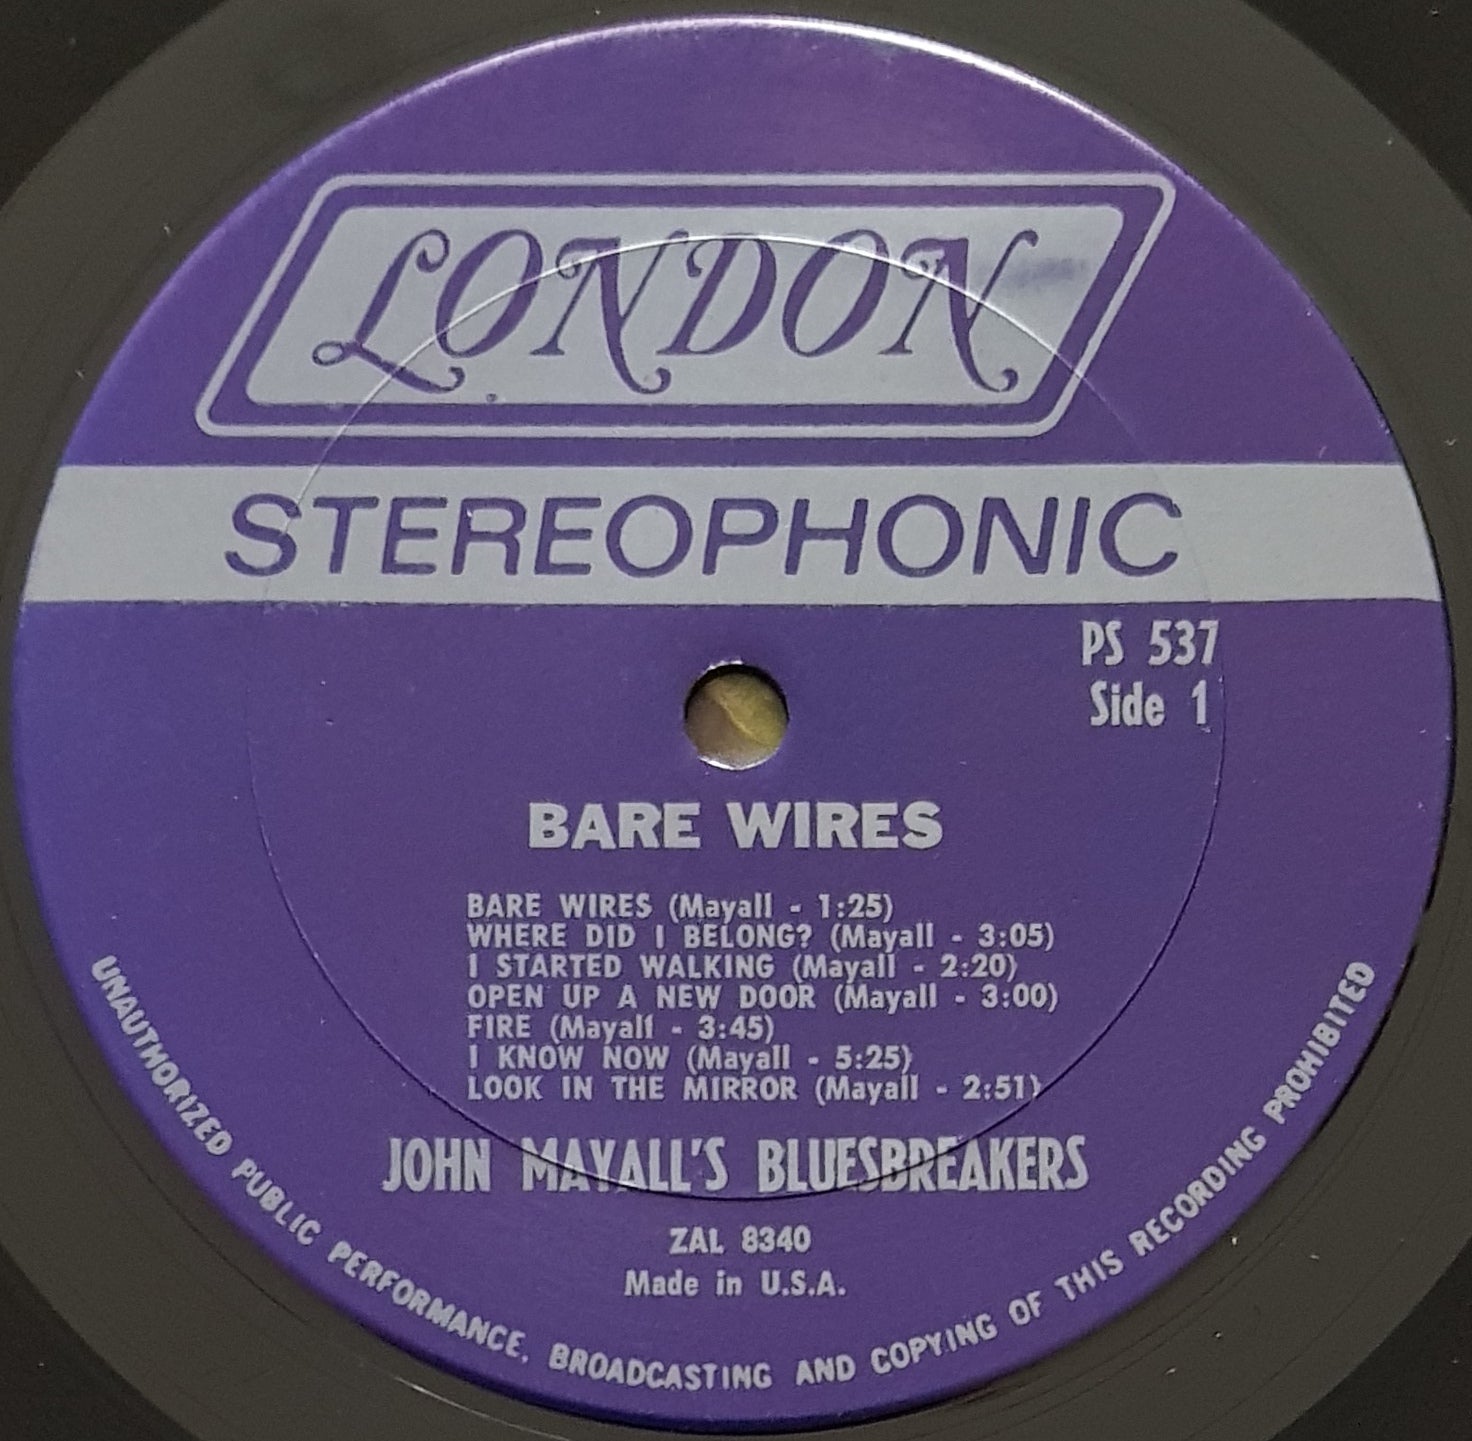 LONDON
STEREOPHONIC
PS 537
Side 1
BARE WIRES
BARE WIRES (Mayall - 1:25)
WHERE DID I BELONG? (Mayall - 3:05)
I STARTED WALKING (Mayall - 2:20)
OPEN UP A NEW DOOR (Mayall - 3:00)
FIRE (Mayall - 3:45)
I KNOW NOW (Mayall - 5:25)
LOOK IN THE MIRROR (Mayall - 2:51)
JOHN MAYALL'S BLUESBREAKERS
ZAL 8340
Made in U.S.A.
UNAUTHORIZED PUBLIC PERFORMANCE, BROADCASTING AND COPYING OF THIS RECORDING PROHIBITED